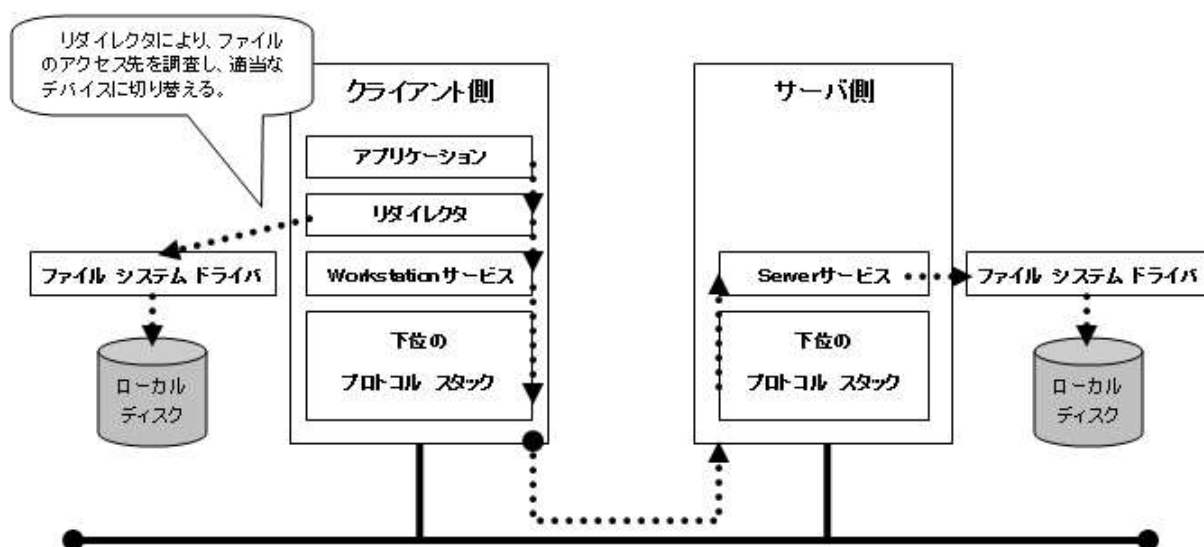 リダイレクタにより、ファイル
のアクセス先を調査し、適当な
デバイスに切り替える。
クライアント側
アプリケーション
リダイレクタ
Workstationサービス
下位の
プロトコル スタック
ファイル システム ドライバ
ローカル
ディスク
サーバ側
Serverサービス
下位の
プロトコル スタック
ファイル システム ドライバ
ローカル
ディスク